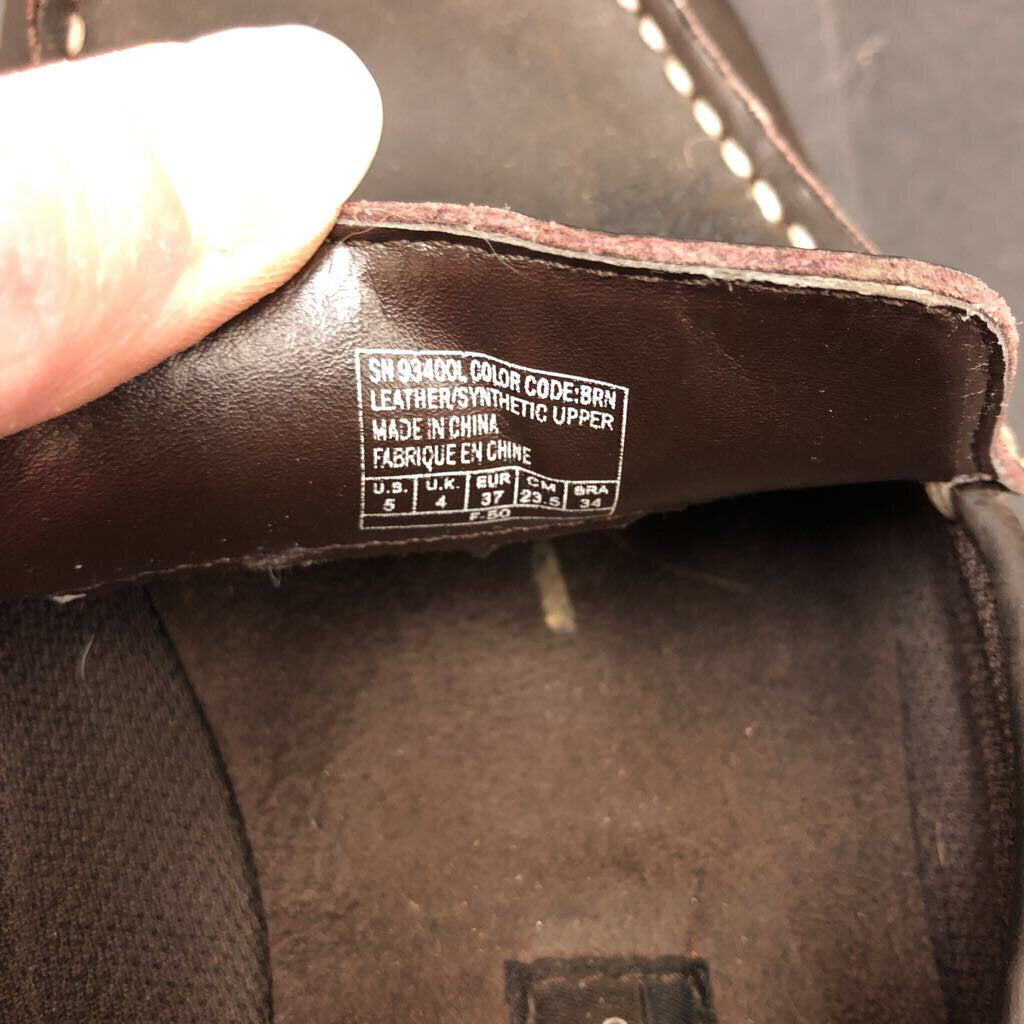 SN 93400L COLOR CODE:BRN
LEATHER/SYNTHETIC UPPER
MADE IN CHINA
FABRIQUE EN CHINE
U.S. U.K. EUR CM BRA
5 4 37 23.5 34
F-50